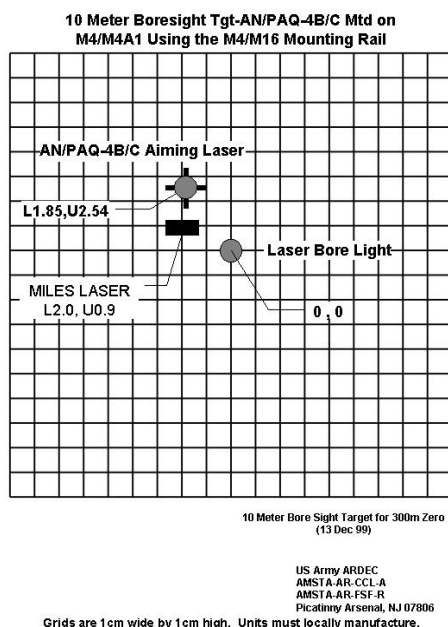 10 Meter Boresight Tgt-AN/PAQ-4B/C Mtd on
M4/M4A1 Using the M4/M16 Mounting Rail
AN/PAQ-4B/C Aiming Laser
L1.85,U2.54
Laser Bore Light
MILES LASER
L2.0, U0.9
0 , 0
10 Meter Bore Sight Target for 300m Zero
(13 Dec 99)
US Army ARDEC
AMSTA-AR-CCL-A
AMSTA-AR-FSF-R
Picatinny Arsenal, NJ 07806
Grids are 1cm wide by 1cm high. Units must locally manufacture.